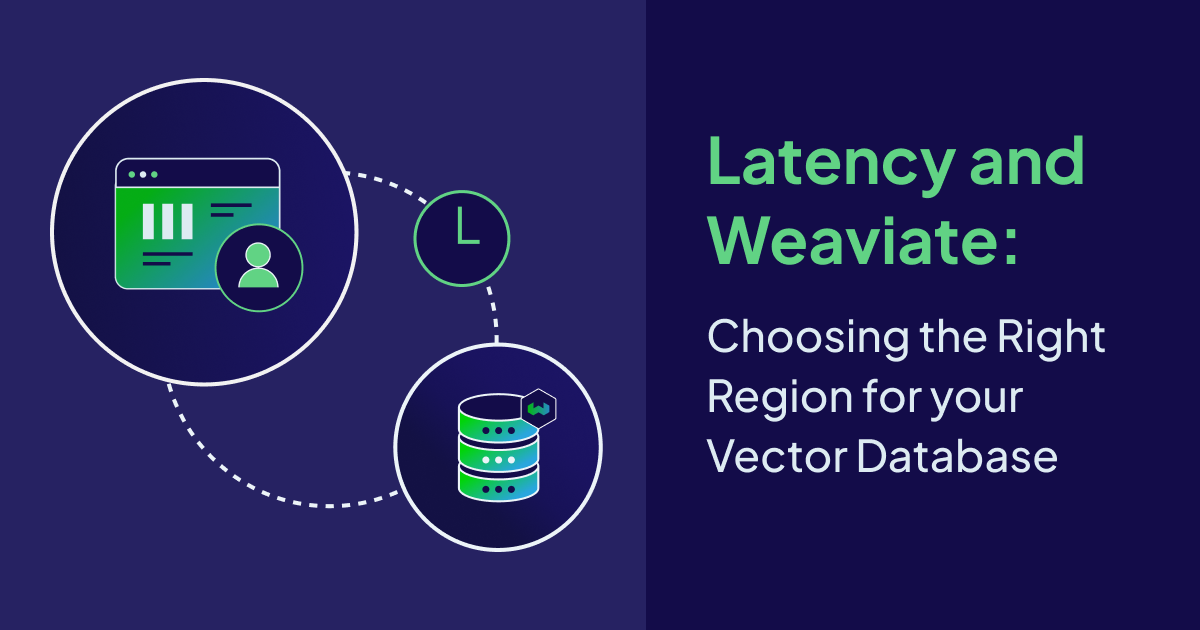 Latency and
Weaviate:
Choosing the Right
Region for your
Vector Database